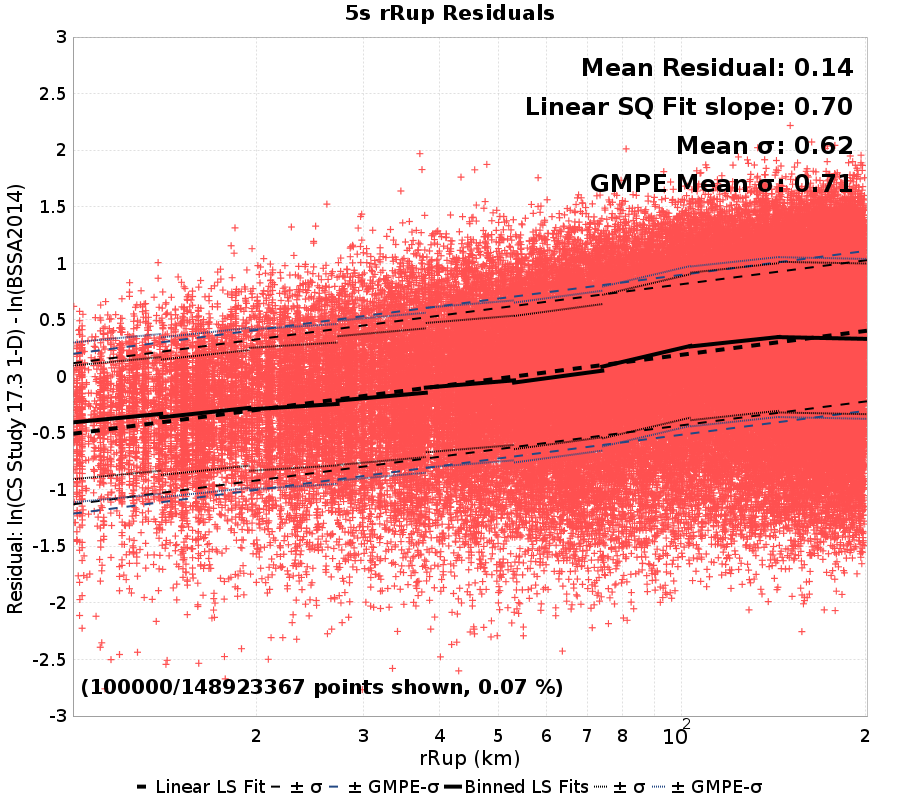 5s rRup Residuals
3
2.5
2
1.5
1
0.5
0
-0.5
-1
-1.5
-2
-2.5
-3
Residual: ln(CS Study 17.3 1-D) - ln(BSSA2014)
Mean Residual: 0.14
Linear SQ Fit slope: 0.70
Mean σ: 0.62
GMPE Mean σ: 0.71
(100000/148923367 points shown, 0.07 %)
2 3 4 5 6 7 8 10² 2
rRup (km)
Linear LS Fit ± σ ± GMPE-σ Binned LS Fits ± σ ± GMPE-σ